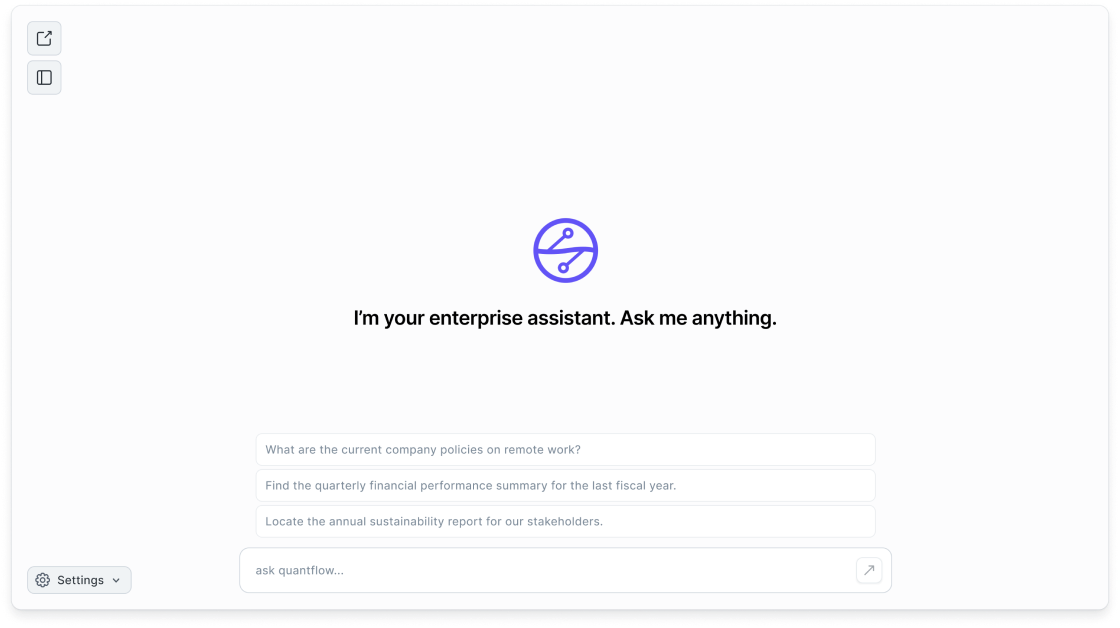 I’m your enterprise assistant. Ask me anything.
What are the current company policies on remote work?
Find the quarterly financial performance summary for the last fiscal year.
Locate the annual sustainability report for our stakeholders.
ask quantflow...
Settings